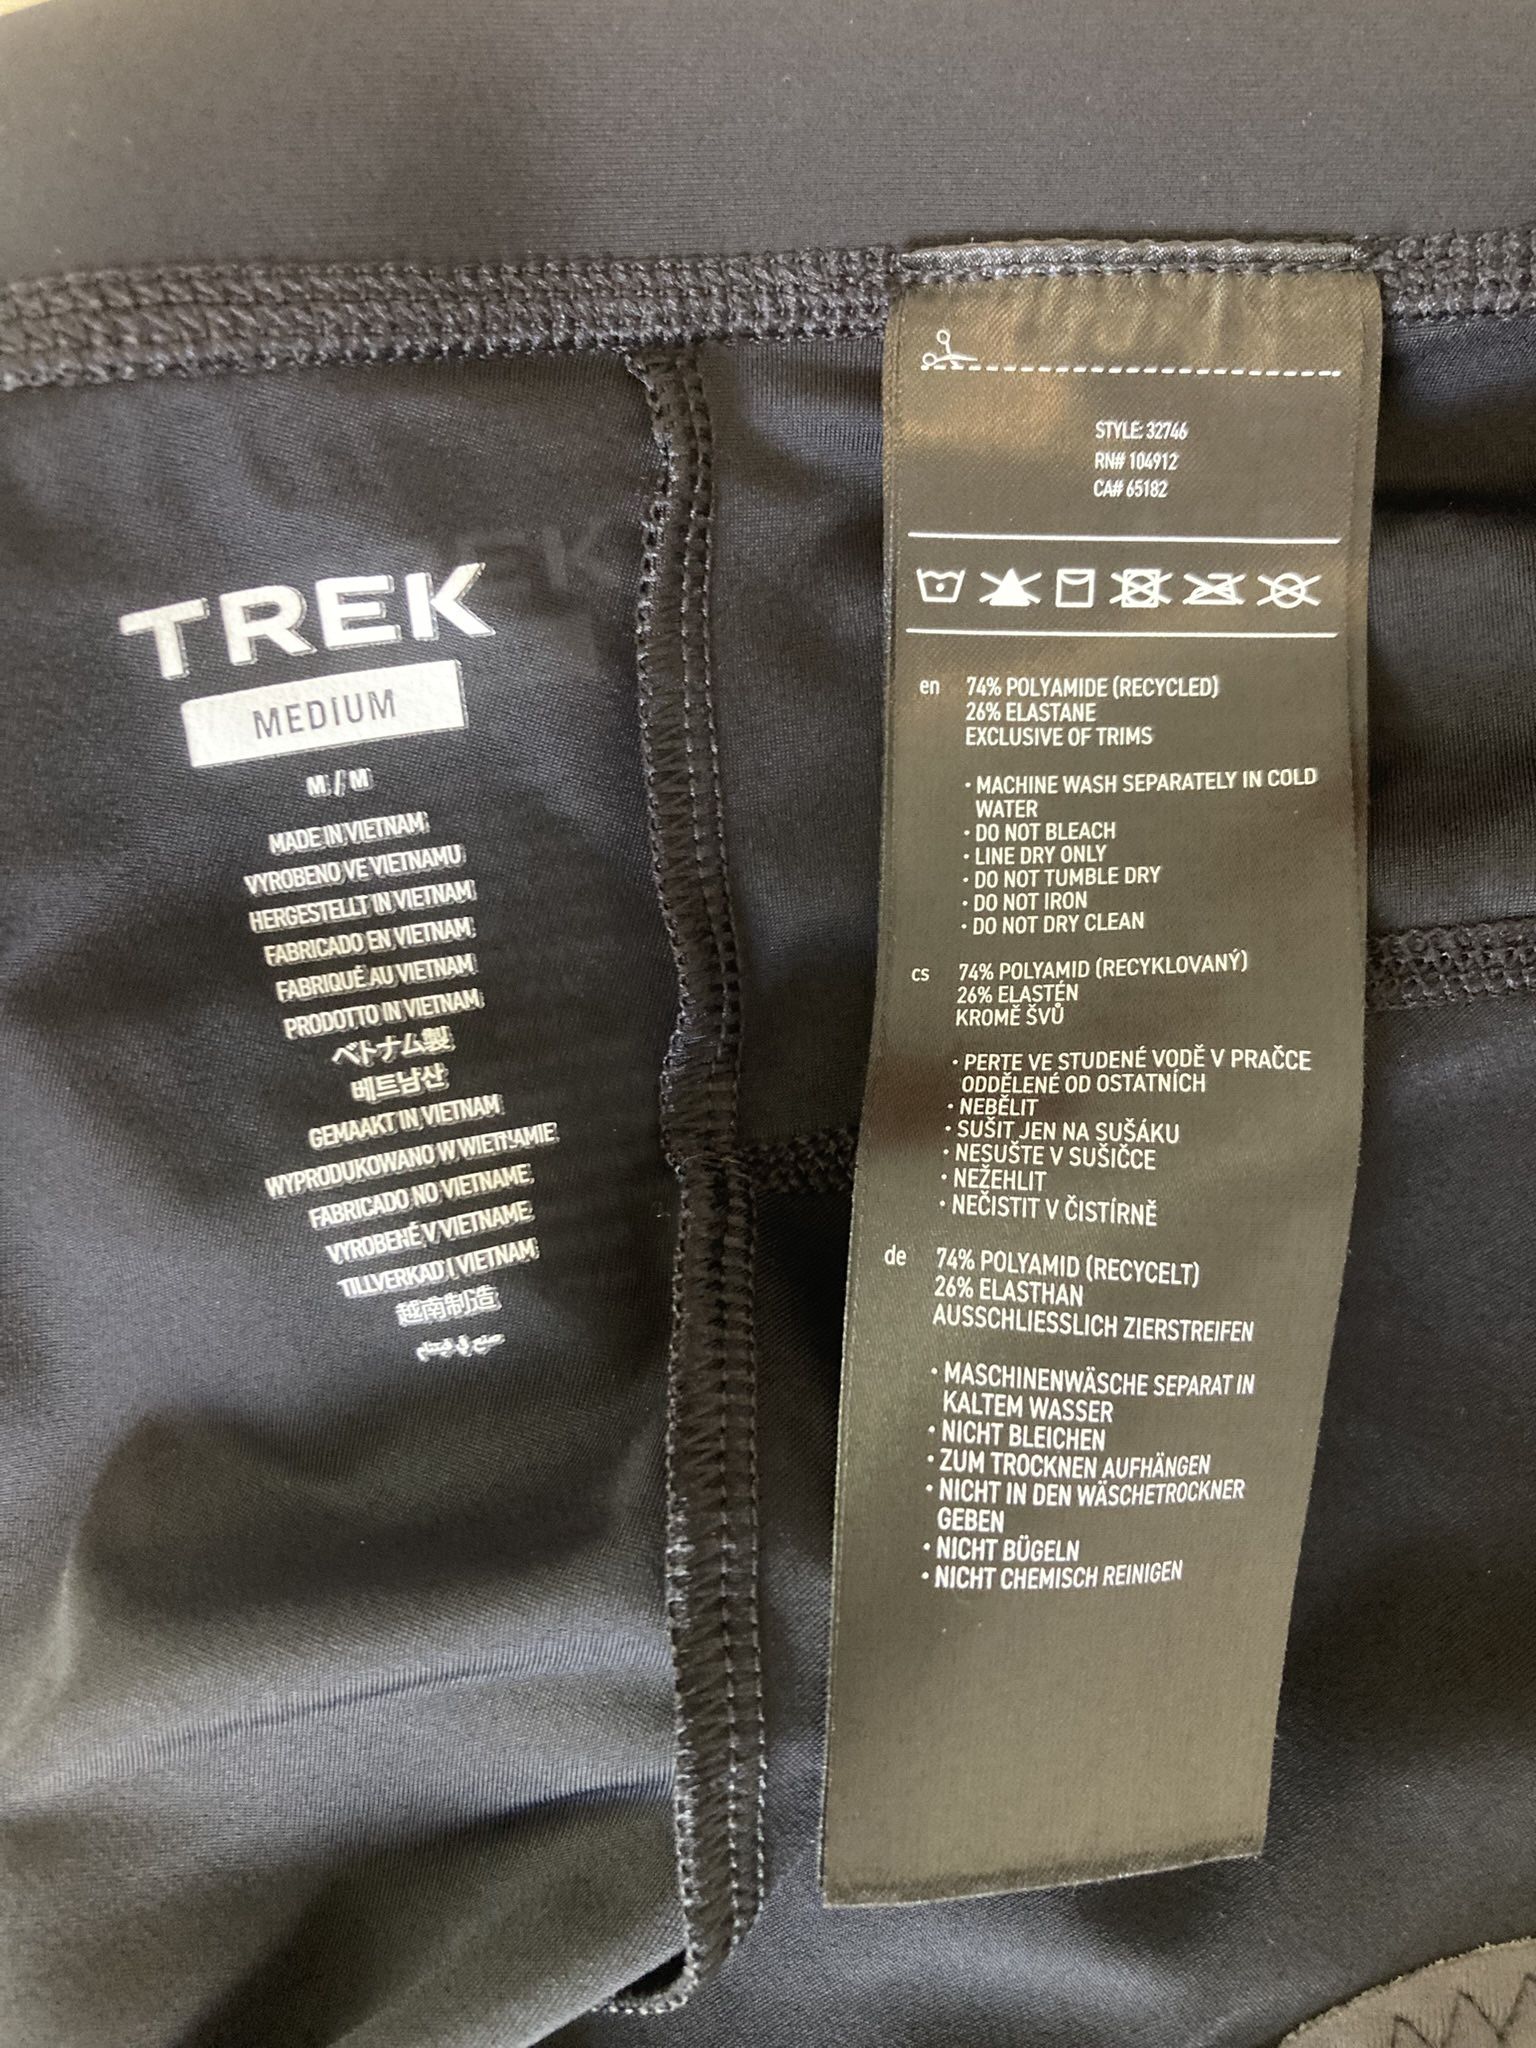 TREK
MEDIUM
M / M
MADE IN VIETNAM
VYROBENO VE VIETNAMU
HERGESTELLT IN VIETNAM
FABRICADO EN VIETNAM
FABRIQUÉ AU VIETNAM
PRODOTTO IN VIETNAM
ベトナム製
베트남산
GEMAAKT IN VIETNAM
WYPRODUKOWANO W WIETNAMIE
FABRICADO NO VIETNAME
VYROBENÉ V VIETNAME
TILLVERKAD I VIETNAM
越南制造
صنع في فيتنام
STYLE: 32746
RN# 104912
CA# 65182
en 74% POLYAMIDE (RECYCLED)
26% ELASTANE
EXCLUSIVE OF TRIMS
• MACHINE WASH SEPARATELY IN COLD
WATER
• DO NOT BLEACH
• LINE DRY ONLY
• DO NOT TUMBLE DRY
• DO NOT IRON
• DO NOT DRY CLEAN
cs 74% POLYAMID (RECYKLOVANÝ)
26% ELASTÉN
KROMĚ ŠVŮ
• PERTE VE STUDENÉ VODĚ V PRAČCE
ODDĚLENÉ OD OSTATNÍCH
• NEBĚLIT
• SUŠIT JEN NA SUŠÁKU
• NESUŠTE V SUŠIČCE
• NEŽEHLIT
• NEČISTIT V ČISTÍRNĚ
de 74% POLYAMID (RECYCELT)
26% ELASTHAN
AUSSCHLIESSLICH ZIERSTREIFEN
• MASCHINENWÄSCHE SEPARAT IN
KALTEM WASSER
• NICHT BLEICHEN
• ZUM TROCKNEN AUFHÄNGEN
• NICHT IN DEN WÄSCHETROCKNER
GEBEN
• NICHT BÜGELN
• NICHT CHEMISCH REINIGEN